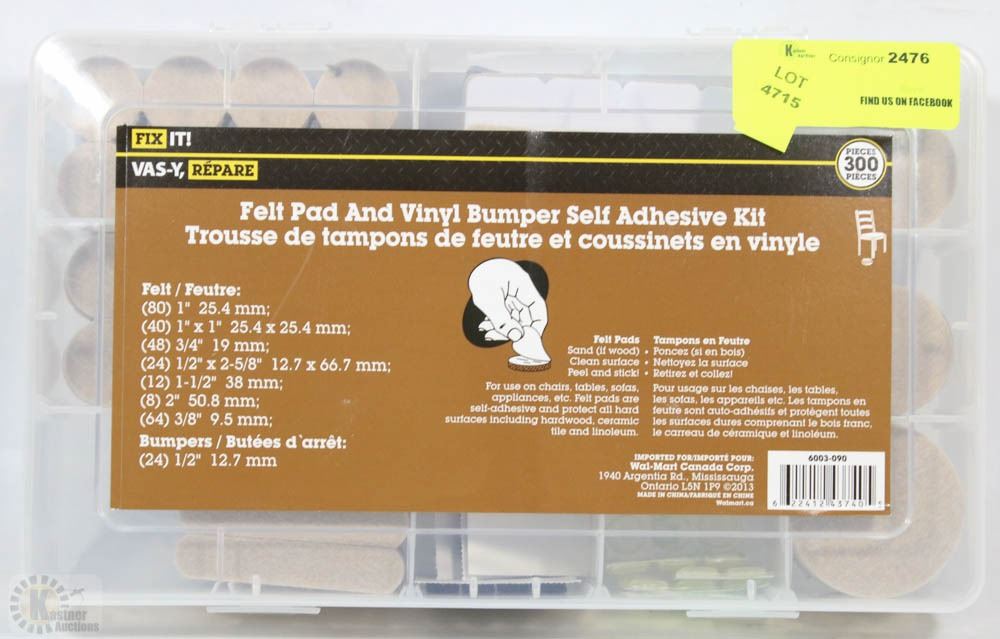 Kastner Auctions
Consignor 2476
LOT
4715
FIND US ON FACEBOOK
FIX IT!
VAS-Y, RÉPARE
PIECES
300
PIECES
Felt Pad And Vinyl Bumper Self Adhesive Kit
Trousse de tampons de feutre et coussinets en vinyle
Felt / Feutre:
(80) 1" 25.4 mm;
(40) 1" x 1" 25.4 x 25.4 mm;
(48) 3/4" 19 mm;
(24) 1/2" x 2-5/8" 12.7 x 66.7 mm;
(12) 1-1/2" 38 mm;
(8) 2" 50.8 mm;
(64) 3/8" 9.5 mm;
Bumpers / Butées d`arrêt:
(24) 1/2" 12.7 mm
Felt Pads
Sand (if wood) •
Clean surface •
Peel and stick! •
For use on chairs, tables, sofas,
appliances, etc. Felt pads are
self-adhesive and protect all hard
surfaces including hardwood, ceramic
tile and linoleum.
Tampons en Feutre
Poncez (si en bois)
• Nettoyez la surface
• Retirez et collez!
Pour usage sur les chaises, les tables,
les sofas, les appareils etc. Les tampons en
feutre sont auto-adhésifs et protègent toutes
les surfaces dures comprenant le bois franc,
le carreau de céramique et linoléum.
IMPORTED FOR/IMPORTÉ POUR:
Wal-Mart Canada Corp.
1940 Argentia Rd., Mississauga
Ontario L5N 1P9 ©2013
MADE IN CHINA/FABRIQUÉ EN CHINE
Walmart.ca
6003-090
6 22412 43740 5
Kastner
Auctions